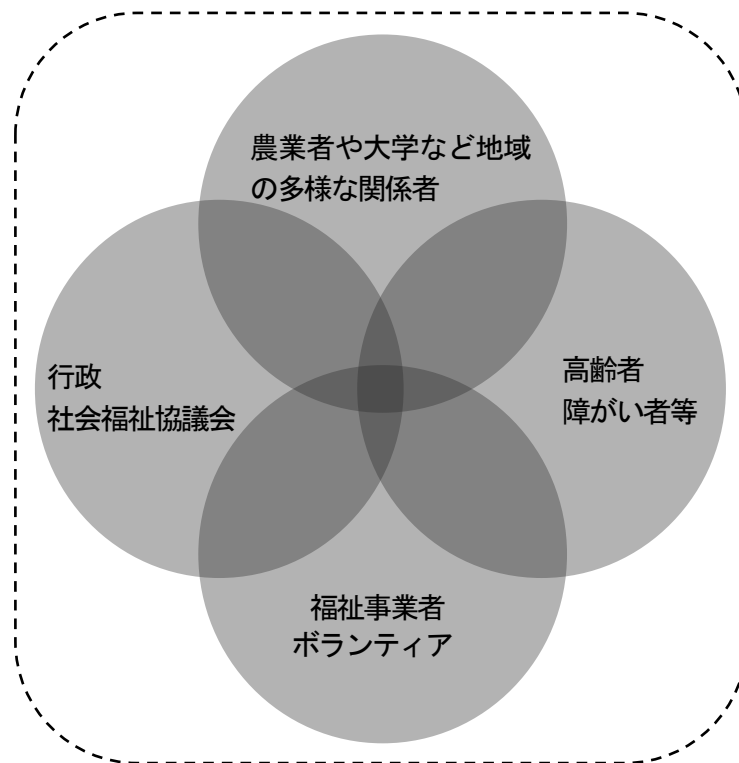 農業者や大学など地域
の多様な関係者
行政
社会福祉協議会
高齢者
障がい者等
福祉事業者
ボランティア